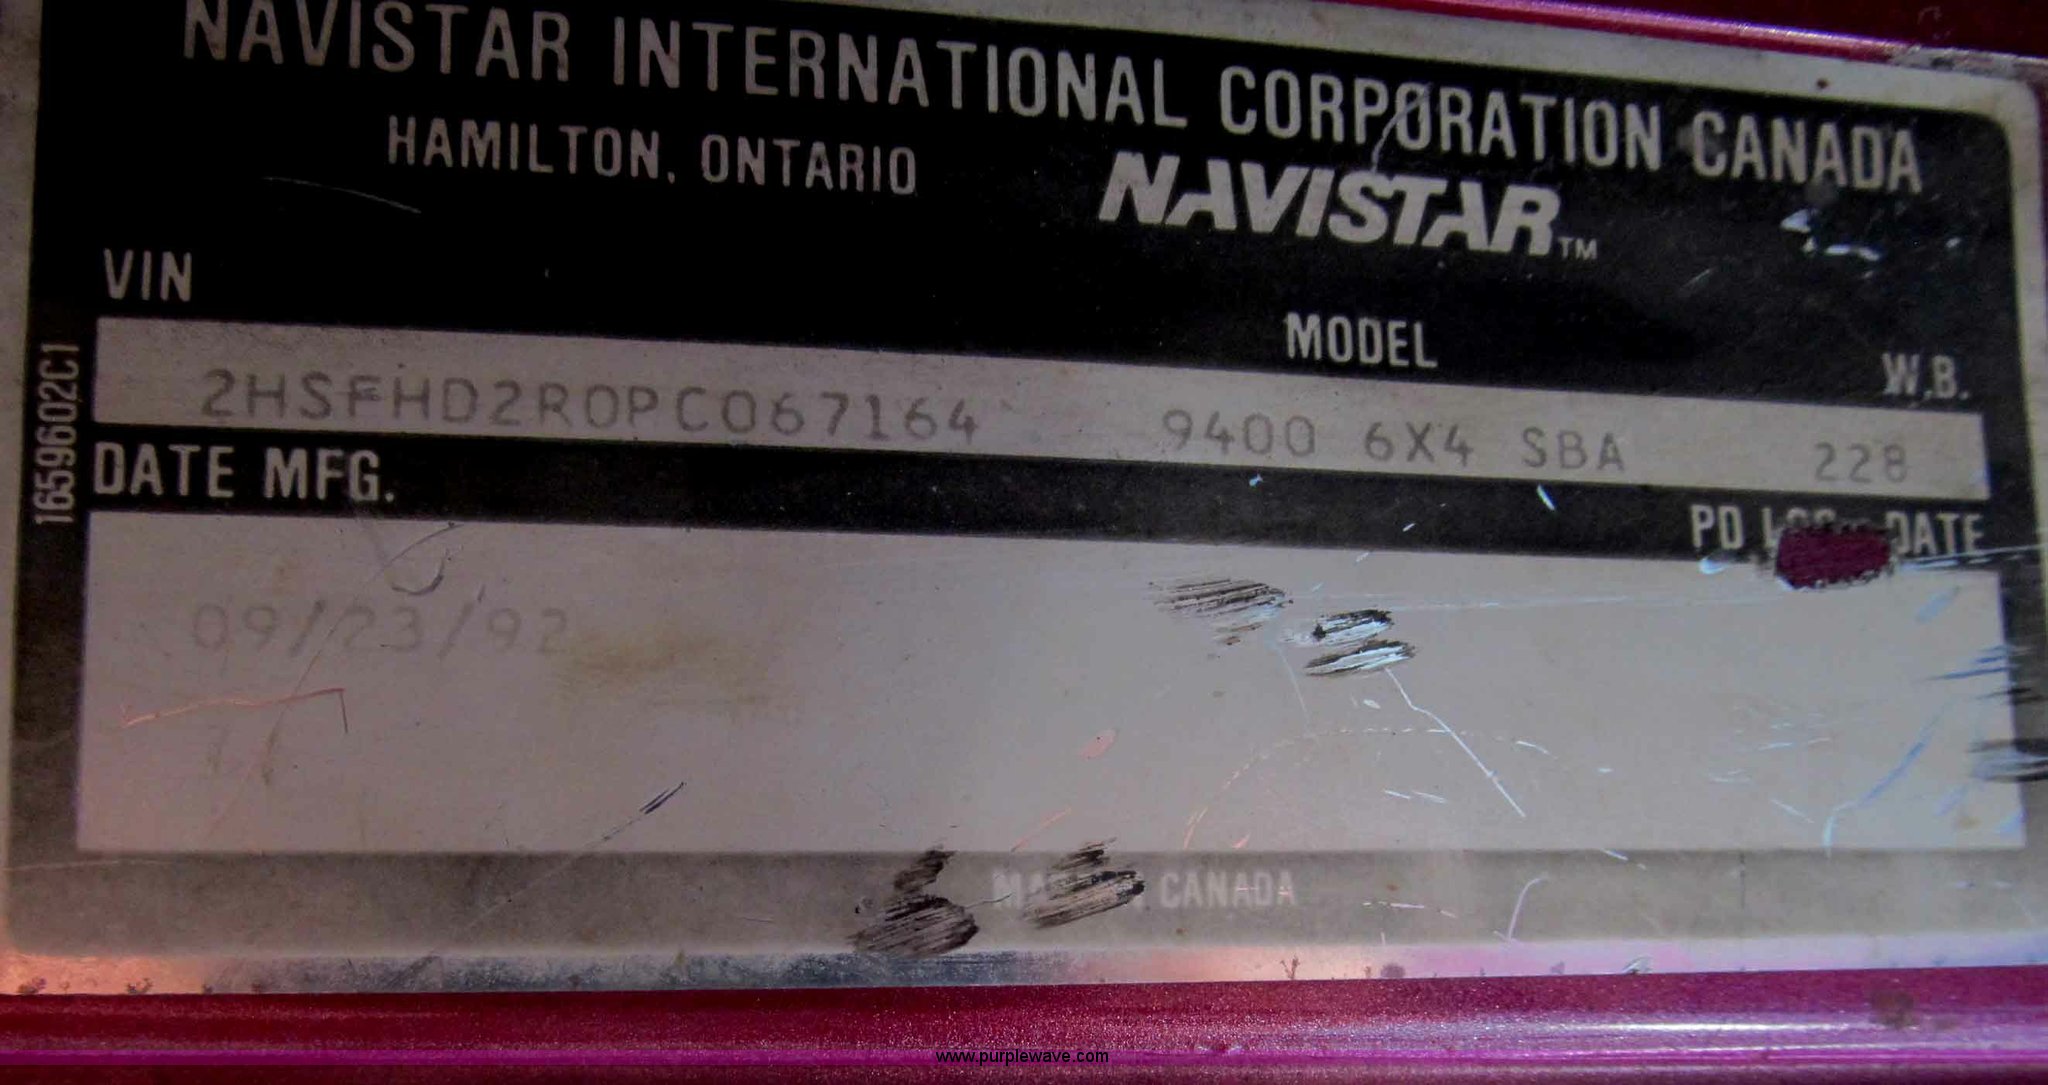 NAVISTAR INTERNATIONAL CORPORATION CANADA
HAMILTON, ONTARIO
NAVISTAR™
VIN
MODEL
W.B.
2HSFHD2R0PC067164 9400 6X4 SBA 228
1659602C1
DATE MFG.
PD DATE
09/23/92
CANADA
www.purplewave.com